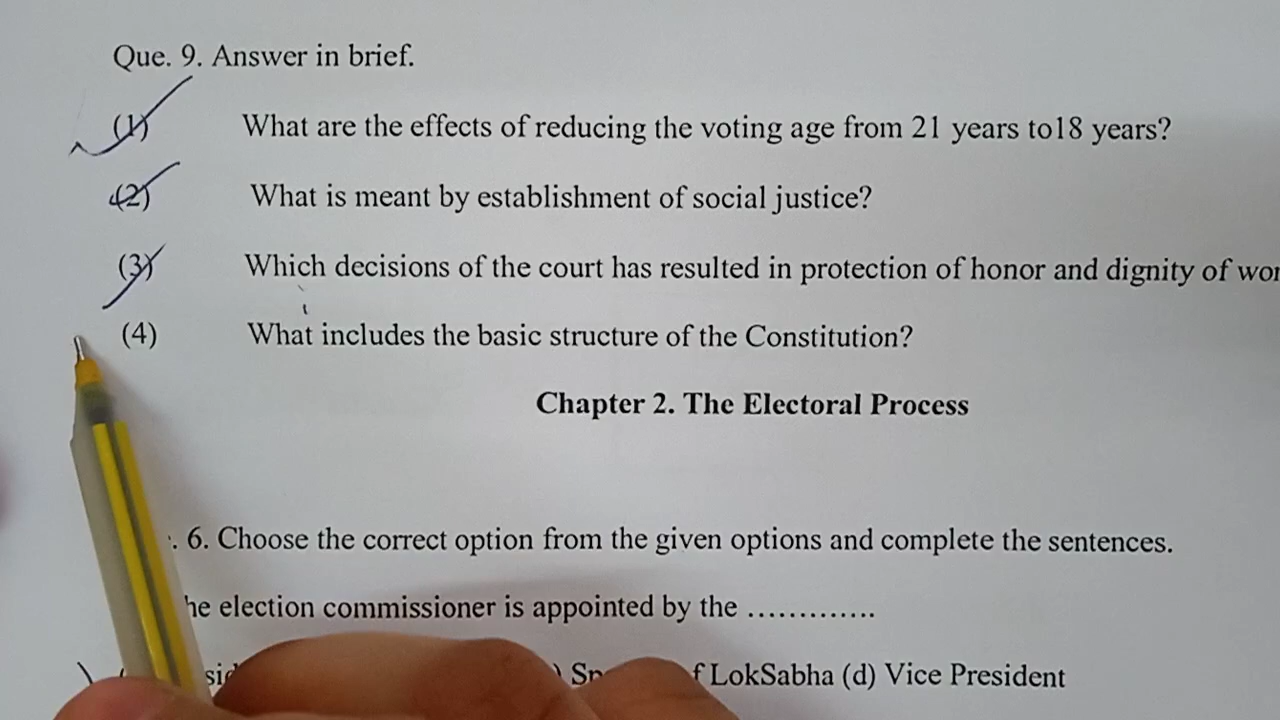 Que. 9. Answer in brief.
(1) What are the effects of reducing the voting age from 21 years to18 years?
(2) What is meant by establishment of social justice?
(3) Which decisions of the court has resulted in protection of honor and dignity of
(4) What includes the basic structure of the Constitution?
Chapter 2. The Electoral Process
. 6. Choose the correct option from the given options and complete the sentences.
he election commissioner is appointed by the .............
LokSabha (d) Vice President